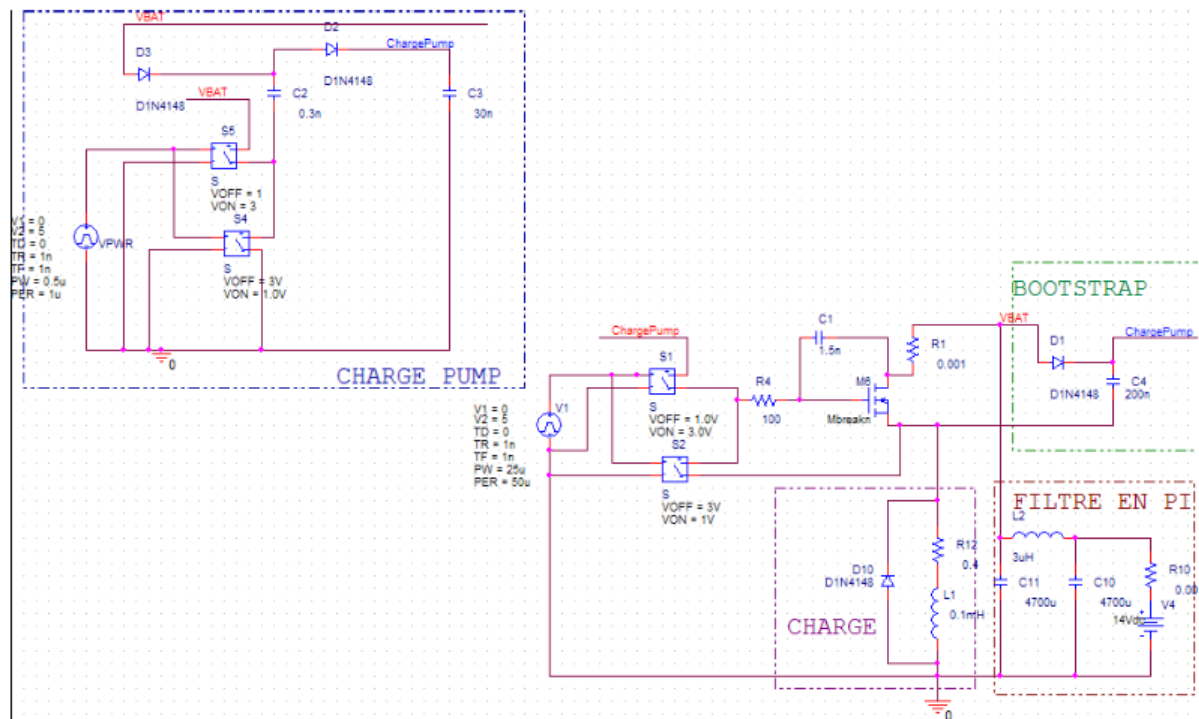 VBAT
D3
D1N4148
D2
D1N4148
ChargePump
C2
0.3n
C3
30n
VBAT
S5
S
VOFF = 1
VON = 3
S4
S
VOFF = 3V
VON = 1.0V
V1 = 0
V2 = 5
TD = 0
TR = 1n
TF = 1n
PW = 0.5u
PER = 1u
VPWR
0
CHARGE PUMP
ChargePump
S1
S
VOFF = 1.0V
VON = 3.0V
S2
S
VOFF = 3V
VON = 1V
V1
V1 = 0
V2 = 5
TD = 0
TR = 1n
TF = 1n
PW = 25u
PER = 50u
R4
100
C1
1.5n
M6
Mbreakn
R1
0.001
BOOTSTRAP
VBAT
D1
D1N4148
ChargePump
C4
200n
D10
D1N4148
R12
0.4
L1
0.1mH
CHARGE
0
FILTRE EN PI
L2
3uH
C11
4700u
C10
4700u
R10
V4
14Vdc